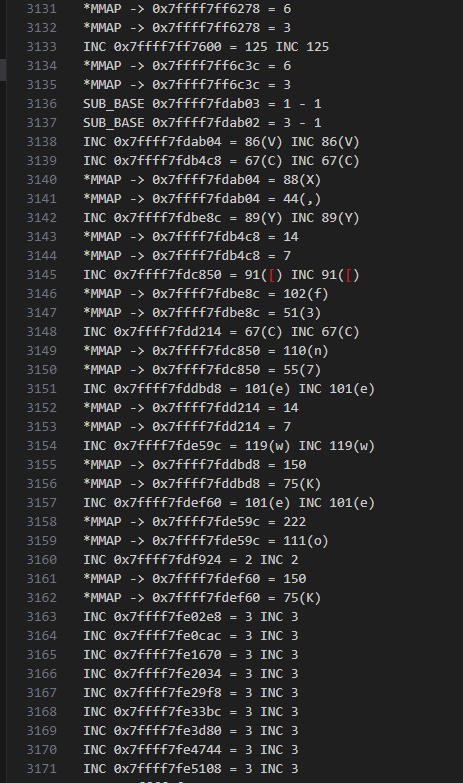 3131 *MMAP -> 0x7ffff7ff6278 = 6
3132 *MMAP -> 0x7ffff7ff6278 = 3
3133 INC 0x7ffff7ff7600 = 125 INC 125
3134 *MMAP -> 0x7ffff7ff6c3c = 6
3135 *MMAP -> 0x7ffff7ff6c3c = 3
3136 SUB_BASE 0x7ffff7fdab03 = 1 - 1
3137 SUB_BASE 0x7ffff7fdab02 = 3 - 1
3138 INC 0x7ffff7fdab04 = 86(V) INC 86(V)
3139 INC 0x7ffff7fdb4c8 = 67(C) INC 67(C)
3140 *MMAP -> 0x7ffff7fdab04 = 88(X)
3141 *MMAP -> 0x7ffff7fdab04 = 44(,)
3142 INC 0x7ffff7fdbe8c = 89(Y) INC 89(Y)
3143 *MMAP -> 0x7ffff7fdb4c8 = 14
3144 *MMAP -> 0x7ffff7fdb4c8 = 7
3145 INC 0x7ffff7fdc850 = 91([) INC 91([)
3146 *MMAP -> 0x7ffff7fdbe8c = 102(f)
3147 *MMAP -> 0x7ffff7fdbe8c = 51(3)
3148 INC 0x7ffff7fdd214 = 67(C) INC 67(C)
3149 *MMAP -> 0x7ffff7fdc850 = 110(n)
3150 *MMAP -> 0x7ffff7fdc850 = 55(7)
3151 INC 0x7ffff7fddbd8 = 101(e) INC 101(e)
3152 *MMAP -> 0x7ffff7fdd214 = 14
3153 *MMAP -> 0x7ffff7fdd214 = 7
3154 INC 0x7ffff7fde59c = 119(w) INC 119(w)
3155 *MMAP -> 0x7ffff7fddbd8 = 150
3156 *MMAP -> 0x7ffff7fddbd8 = 75(K)
3157 INC 0x7ffff7fdef60 = 101(e) INC 101(e)
3158 *MMAP -> 0x7ffff7fde59c = 222
3159 *MMAP -> 0x7ffff7fde59c = 111(o)
3160 INC 0x7ffff7fdf924 = 2 INC 2
3161 *MMAP -> 0x7ffff7fdef60 = 150
3162 *MMAP -> 0x7ffff7fdef60 = 75(K)
3163 INC 0x7ffff7fe02e8 = 3 INC 3
3164 INC 0x7ffff7fe0cac = 3 INC 3
3165 INC 0x7ffff7fe1670 = 3 INC 3
3166 INC 0x7ffff7fe2034 = 3 INC 3
3167 INC 0x7ffff7fe29f8 = 3 INC 3
3168 INC 0x7ffff7fe33bc = 3 INC 3
3169 INC 0x7ffff7fe3d80 = 3 INC 3
3170 INC 0x7ffff7fe4744 = 3 INC 3
3171 INC 0x7ffff7fe5108 = 3 INC 3